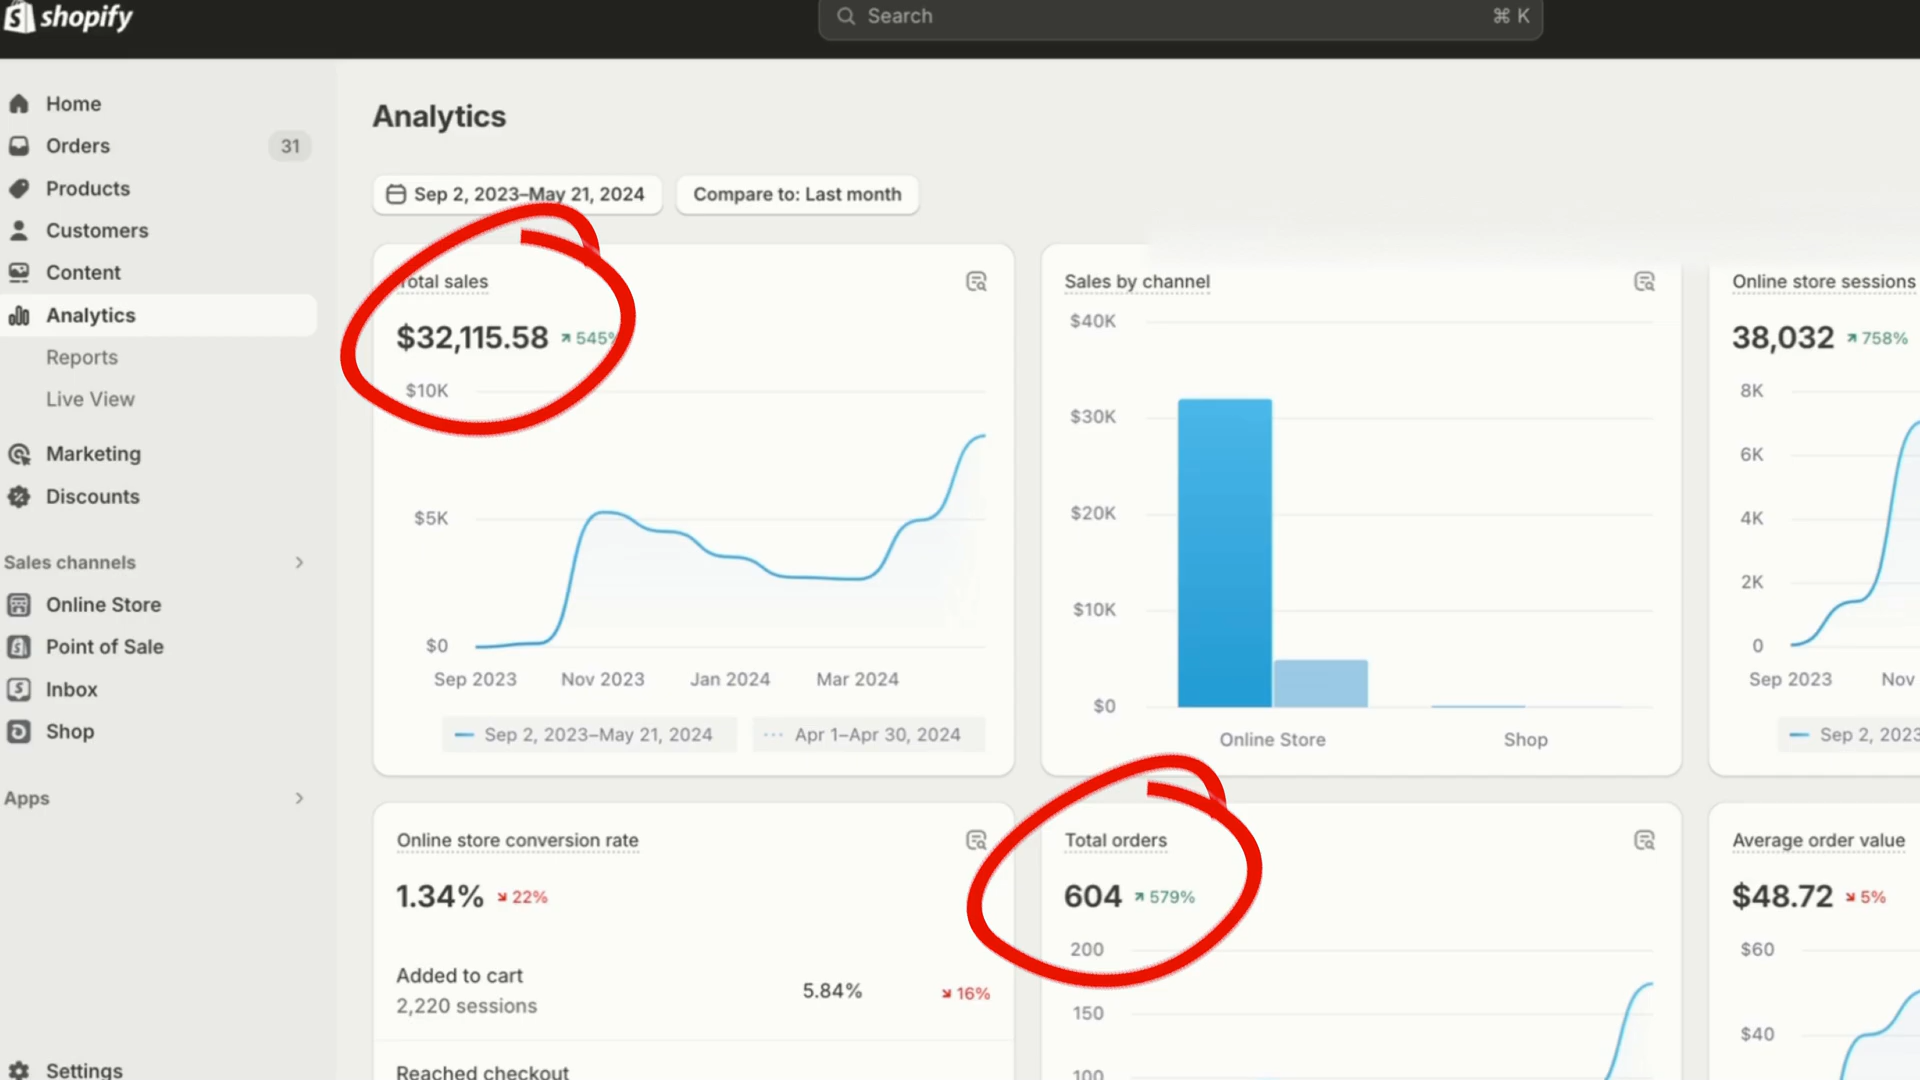 shopify
Search
⌘ K
Home
Orders
31
Products
Customers
Content
Analytics
Reports
Live View
Marketing
Discounts
Sales channels
Online Store
Point of Sale
Inbox
Shop
Apps
Settings
Analytics
Sep 2, 2023–May 21, 2024
Compare to: Last month
Total sales
$32,115.58
545%
$10K
$5K
$0
Sep 2023
Nov 2023
Jan 2024
Mar 2024
Sep 2, 2023–May 21, 2024
Apr 1–Apr 30, 2024
Sales by channel
$40K
$30K
$20K
$10K
$0
Online Store
Shop
Online store sessions
38,032
758%
8K
6K
4K
2K
0
Sep 2023
Nov
Sep 2, 2023
Online store conversion rate
1.34%
22%
Added to cart
2,220 sessions
5.84%
16%
Reached checkout
Total orders
604
579%
200
150
100
Average order value
$48.72
5%
$60
$40